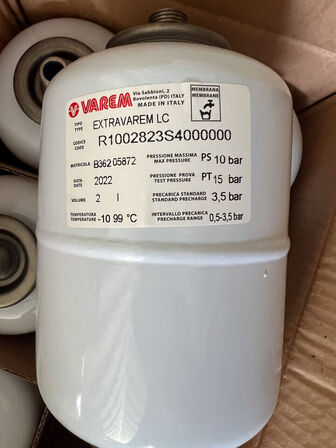 VAREM
Via Sabbioni, 2
Bovolenta (PD) ITALY
MADE IN ITALY
MEMBRANA
MEMBRANE
TIPO
TYPE
EXTRAVAREM LC
CODICE
CODE
R1002823S4000000
MATRICOLA B36205872
PRESSIONE MASSIMA
MAX PRESSURE
PS 10 bar
DATA
DATE
2022
PRESSIONE PROVA
TEST PRESSURE
PT 15 bar
VOLUME 2 l
PRECARICA STANDARD
STANDARD PRECHARGE
3,5 bar
TEMPERATURA
TEMPERATURE
-10 99 °C
INTERVALLO PRECARICA
PRECHARGE RANGE
0,5-3,5 bar